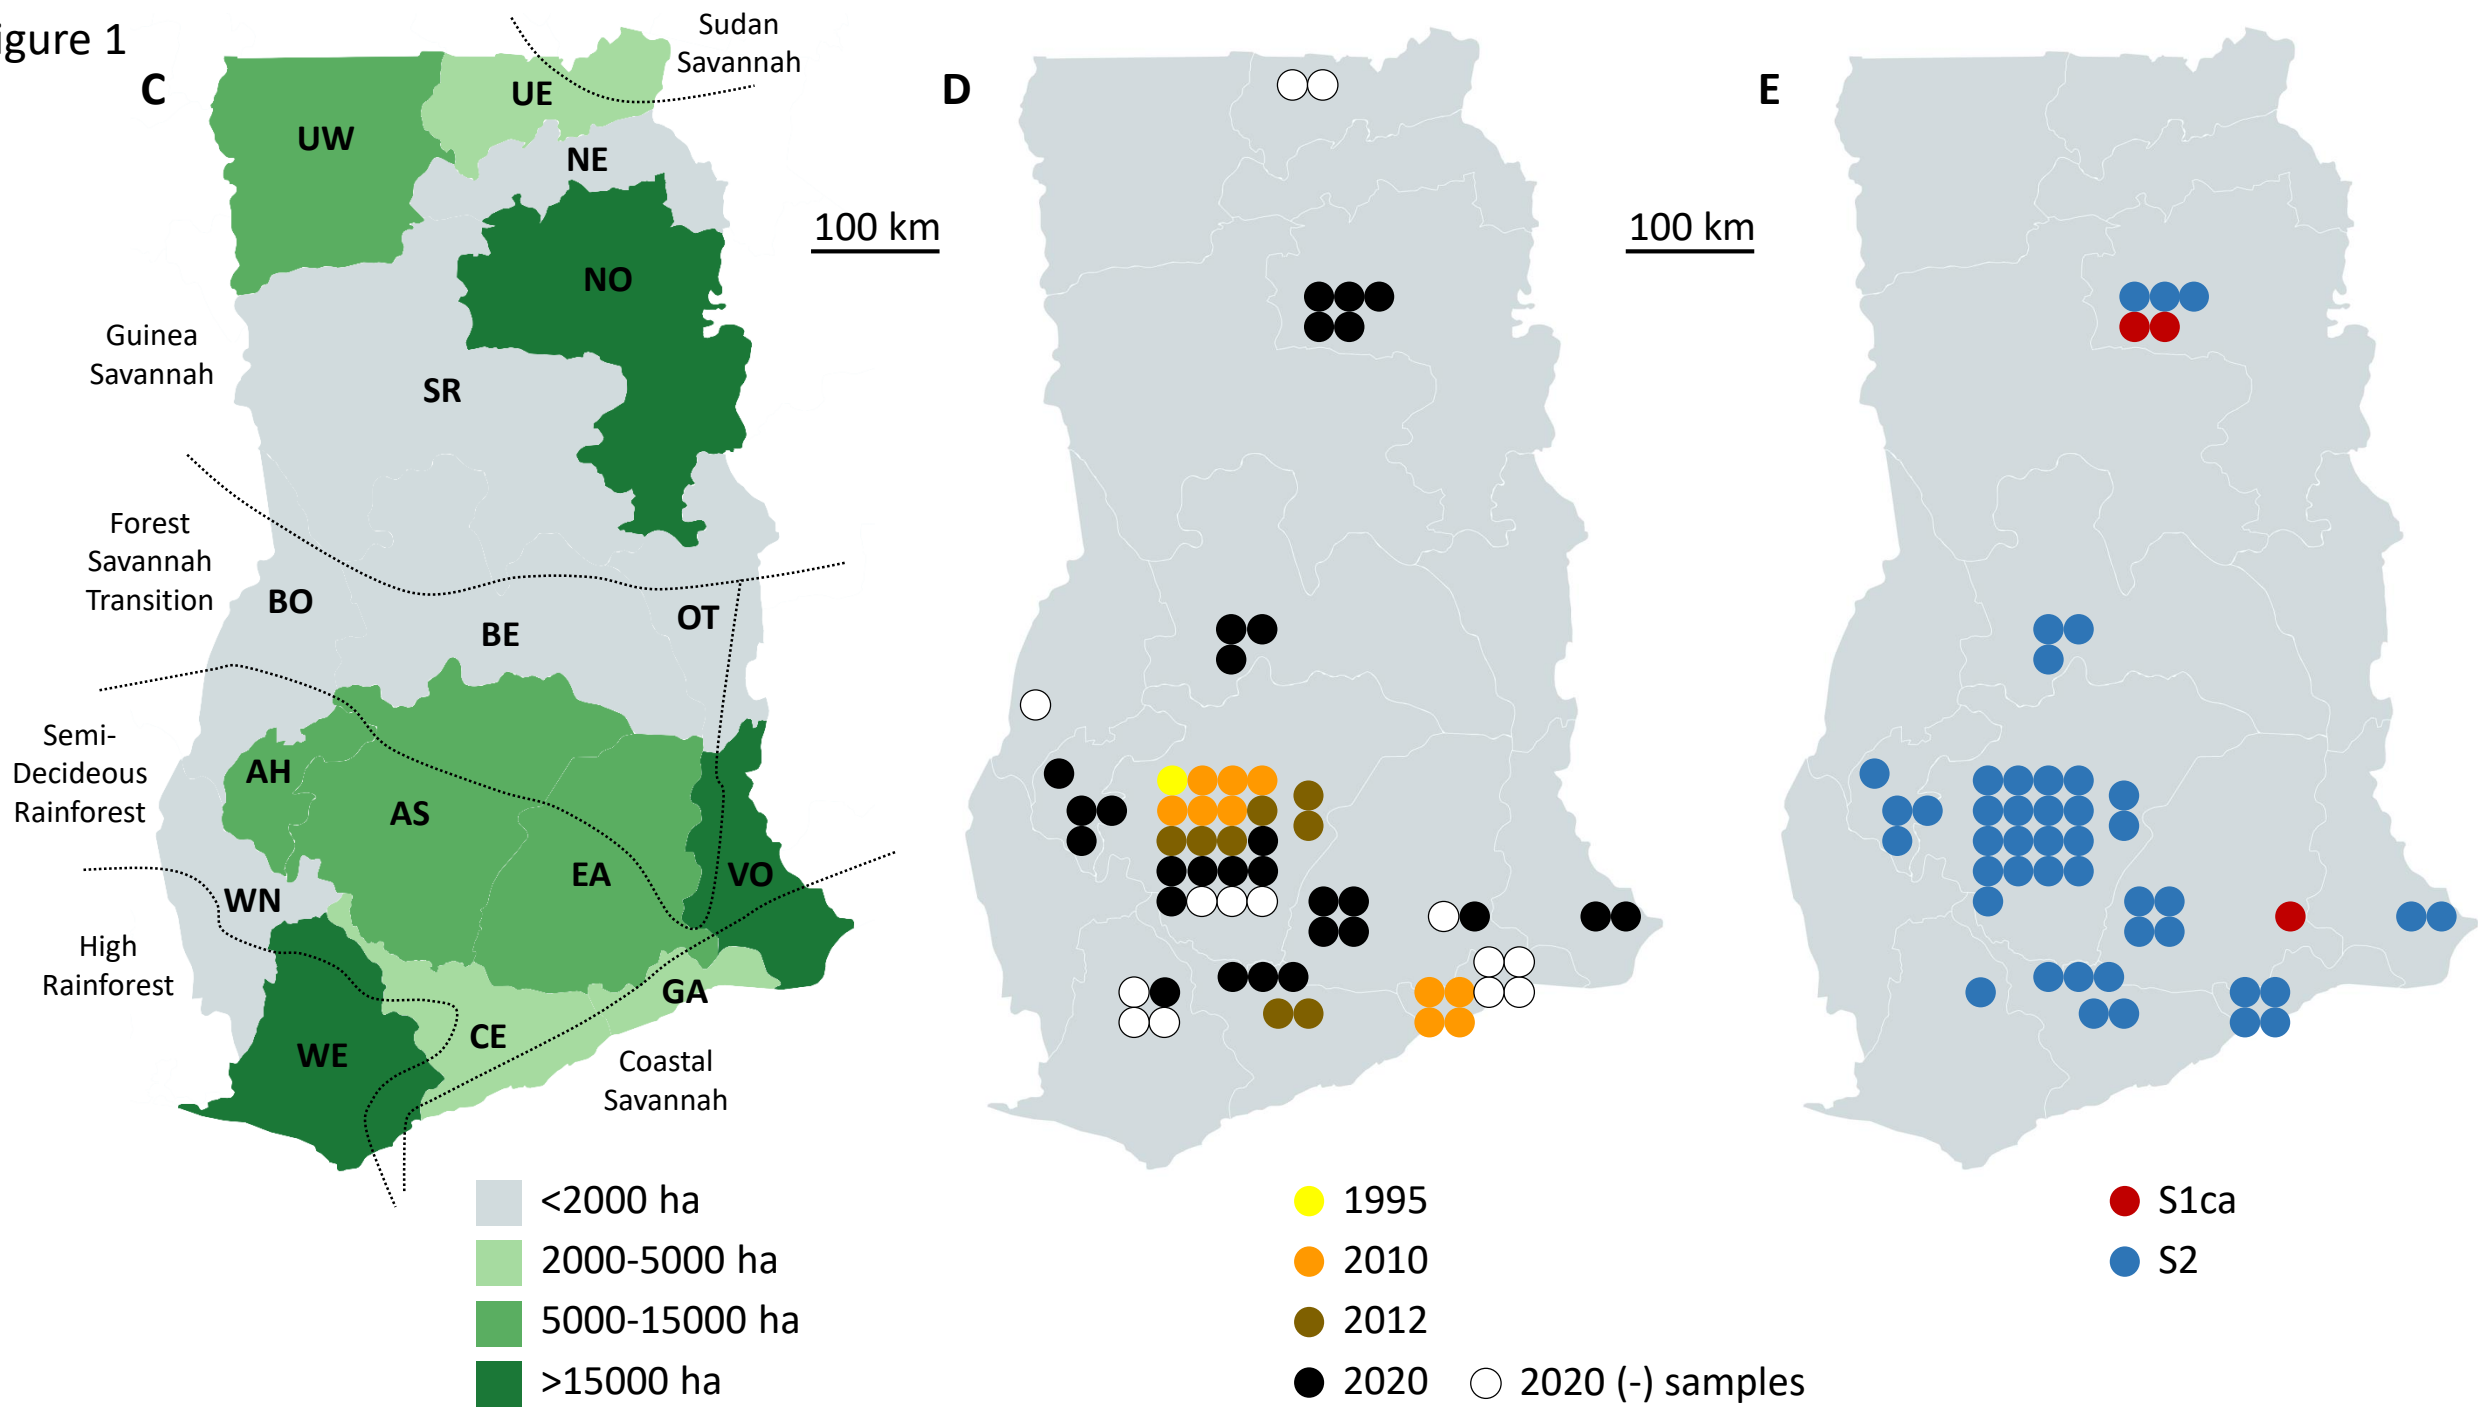 igure 1
C
Sudan
Savannah
UE
UW
NE
NO
Guinea
Savannah
SR
Forest
Savannah
Transition
BO
BE
OT
Semi-
Decideous
Rainforest
AH
AS
EA
VO
WN
High
Rainforest
GA
CE
WE
Coastal
Savannah
<2000 ha
2000-5000 ha
5000-15000 ha
>15000 ha
100 km
D
1995
2010
2012
2020
2020 (-) samples
100 km
E
S1ca
S2